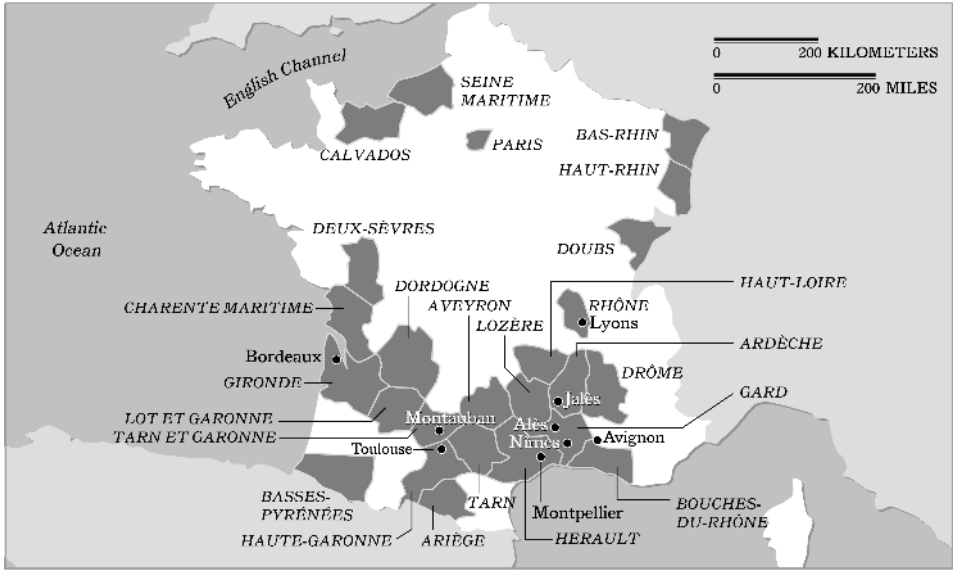 0 200 KILOMETERS
0 200 MILES
English Channel
SEINE
MARITIME
CALVADOS
PARIS
BAS-RHIN
HAUT-RHIN
Atlantic
Ocean
DEUX-SÈVRES
DOUBS
DORDOGNE
HAUT-LOIRE
CHARENTE MARITIME
AVEYRON
RHÔNE
LOZÈRE
Lyons
ARDÈCHE
Bordeaux
DRÔME
GIRONDE
GARD
Jalès
LOT ET GARONNE
Montauban
Alès
TARN ET GARONNE
Nîmes
Avignon
Toulouse
BASSES-
PYRÉNÉES
TARN
Montpellier
BOUCHES-
DU-RHÔNE
HAUTE-GARONNE
ARIÈGE
HERAULT